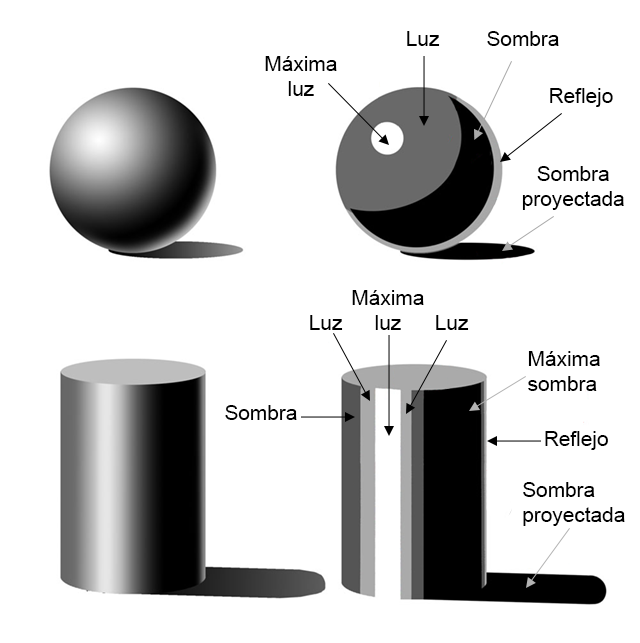 Máxima
luz
Luz
Sombra
Reflejo
Sombra
proyectada
Luz
Máxima
luz
Luz
Sombra
Máxima
sombra
Reflejo
Sombra
proyectada